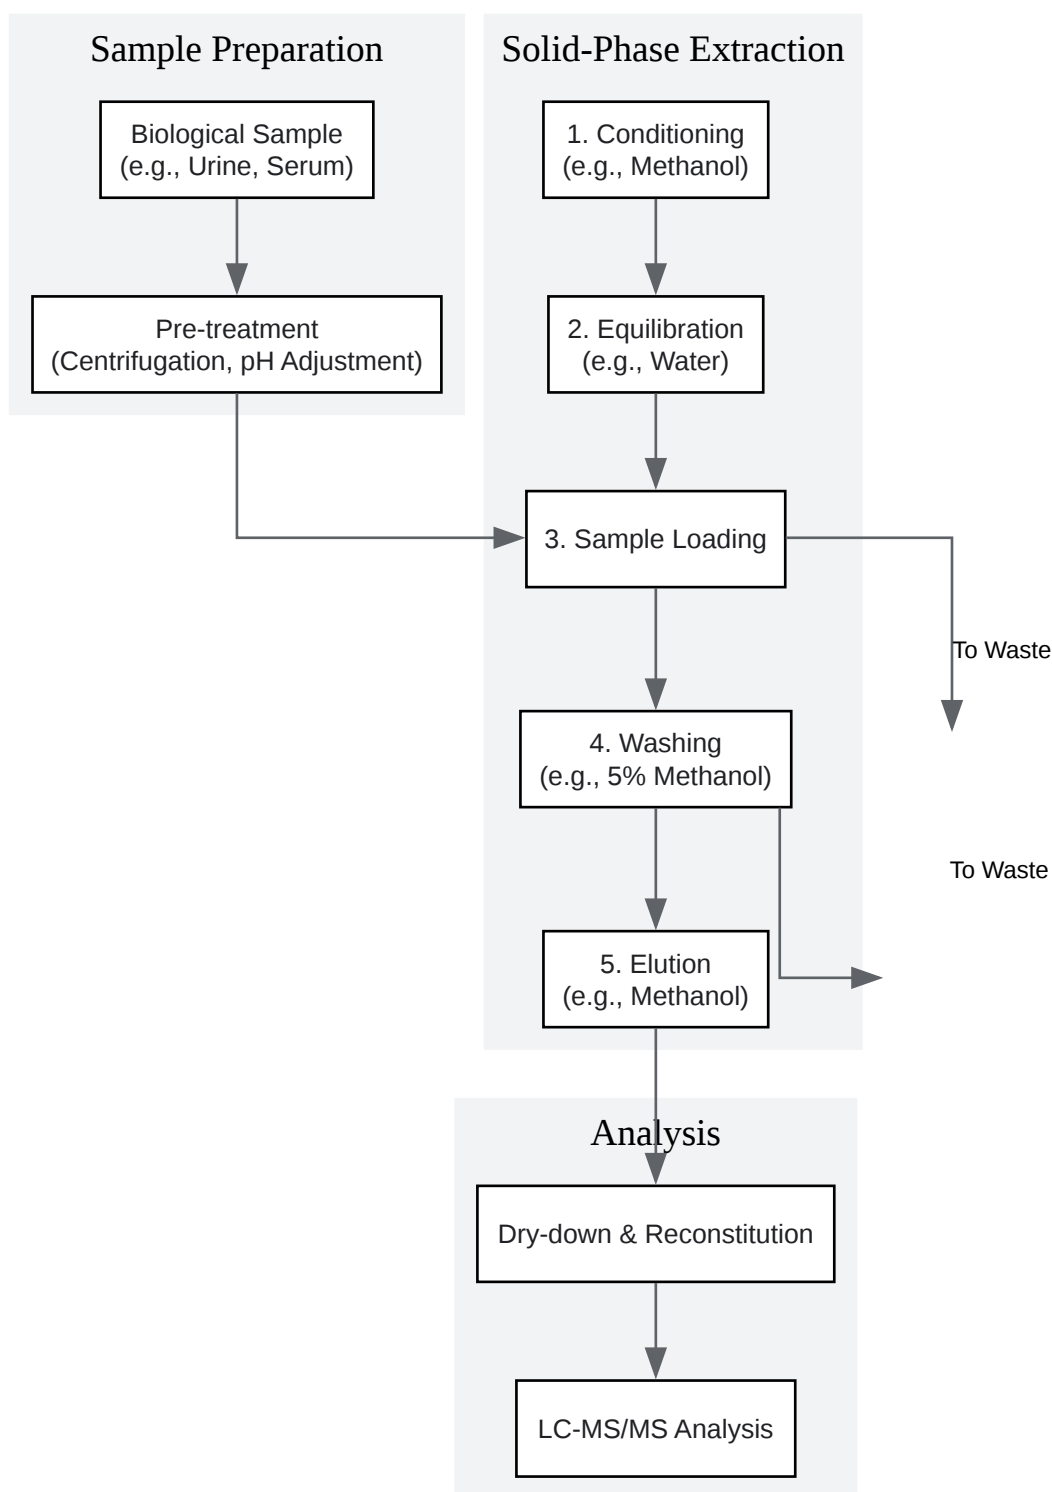 Sample Preparation
Biological Sample
(e.g., Urine, Serum)
Pre-treatment
(Centrifugation, pH Adjustment)
Solid-Phase Extraction
1. Conditioning
(e.g., Methanol)
2. Equilibration
(e.g., Water)
3. Sample Loading
To Waste
4. Washing
(e.g., 5% Methanol)
To Waste
5. Elution
(e.g., Methanol)
Analysis
Dry-down & Reconstitution
LC-MS/MS Analysis